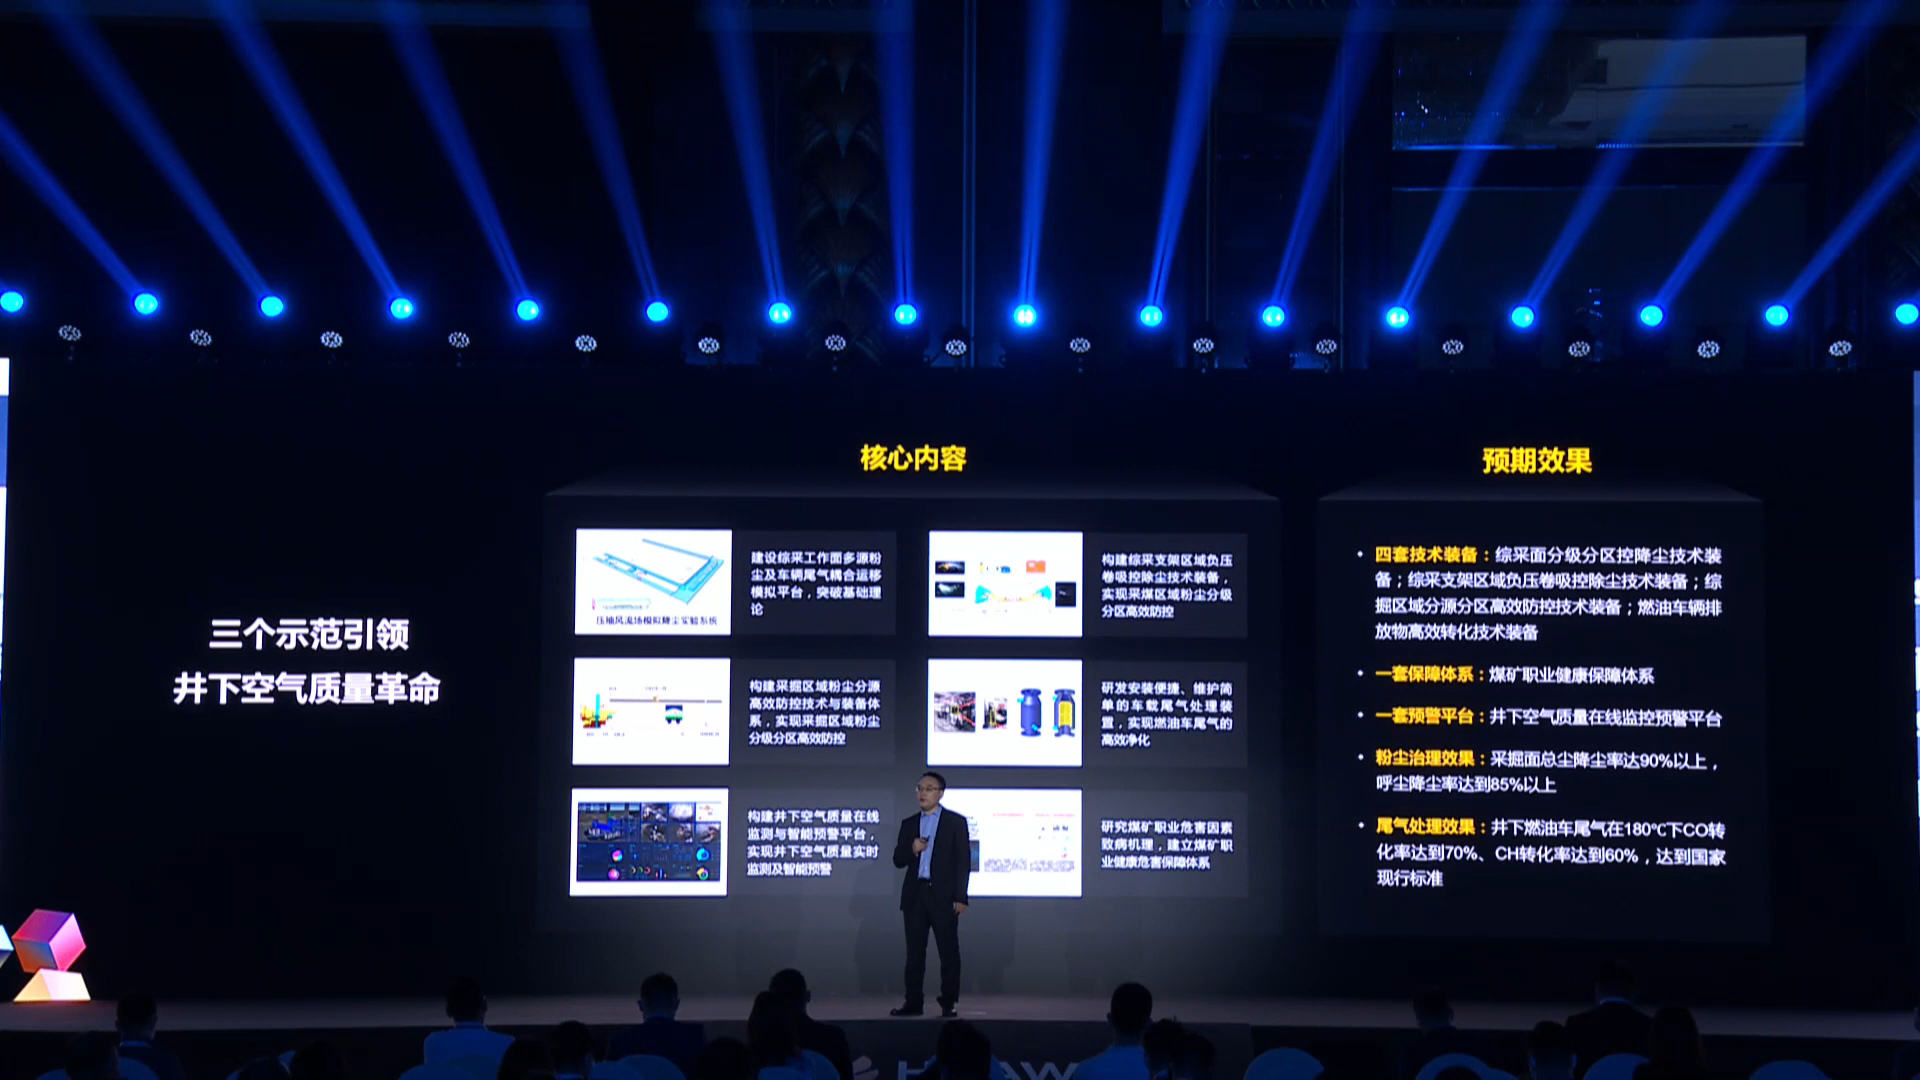 三个示范引领
井下空气质量革命
核心内容
压抽风流场模拟降尘实验系统
建设综采工作面多源粉
尘及车辆尾气耦合运移
模拟平台，突破基础理
论
构建综采支架区域负压
卷吸控除尘技术装备，
实现采煤区域粉尘分级
分区高效防控
构建采掘区域粉尘分源
高效防控技术与装备体
系，实现采掘区域粉尘
分级分区高效防控
研发安装便捷、维护简
单的车载尾气处理装
置，实现燃油车尾气的
高效净化
构建井下空气质量在线
监测与智能预警平台，
实现井下空气质量实时
监测及智能预警
研究煤矿职业危害因素
致病机理，建立煤矿职
业健康危害保障体系
预期效果
• 四套技术装备：综采面分级分区控降尘技术装
备；综采支架区域负压卷吸控除尘技术装备；综
掘区域分源分区高效防控技术装备；燃油车辆排
放物高效转化技术装备
• 一套保障体系：煤矿职业健康保障体系
• 一套预警平台：井下空气质量在线监控预警平台
• 粉尘治理效果：采掘面总尘降尘率达90%以上，
呼尘降尘率达到85%以上
• 尾气处理效果：井下燃油车尾气在180℃下CO转
化率达到70%、CH转化率达到60%，达到国家
现行标准